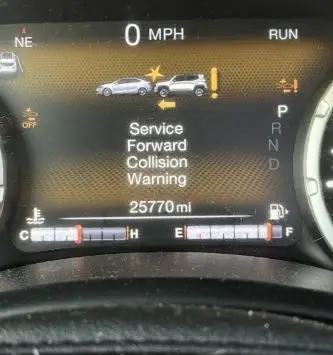 NE 0 MPH RUN
OFF
P
R
N
D
Service
Forward
Collision
Warning
25770 mi
C H E F